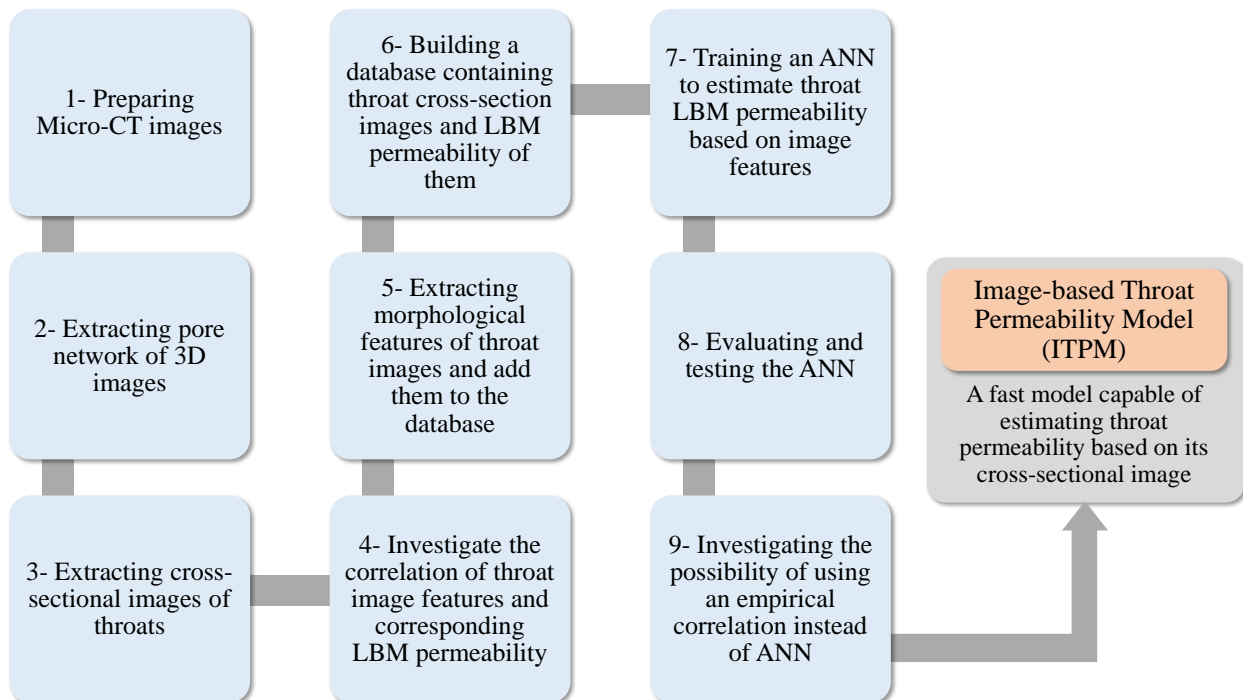 1- Preparing
Micro-CT images
2- Extracting pore
network of 3D
images
3- Extracting cross-
sectional images of
throats
4- Investigate the
correlation of throat
image features and
corresponding
LBM permeability
5- Extracting
morphological
features of throat
images and add
them to the
database
6- Building a
database containing
throat cross-section
images and LBM
permeability of
them
7- Training an ANN
to estimate throat
LBM permeability
based on image
features
8- Evaluating and
testing the ANN
9- Investigating the
possibility of using
an empirical
correlation instead
of ANN
Image-based Throat
Permeability Model
(ITPM)
A fast model capable of
estimating throat
permeability based on its
cross-sectional image